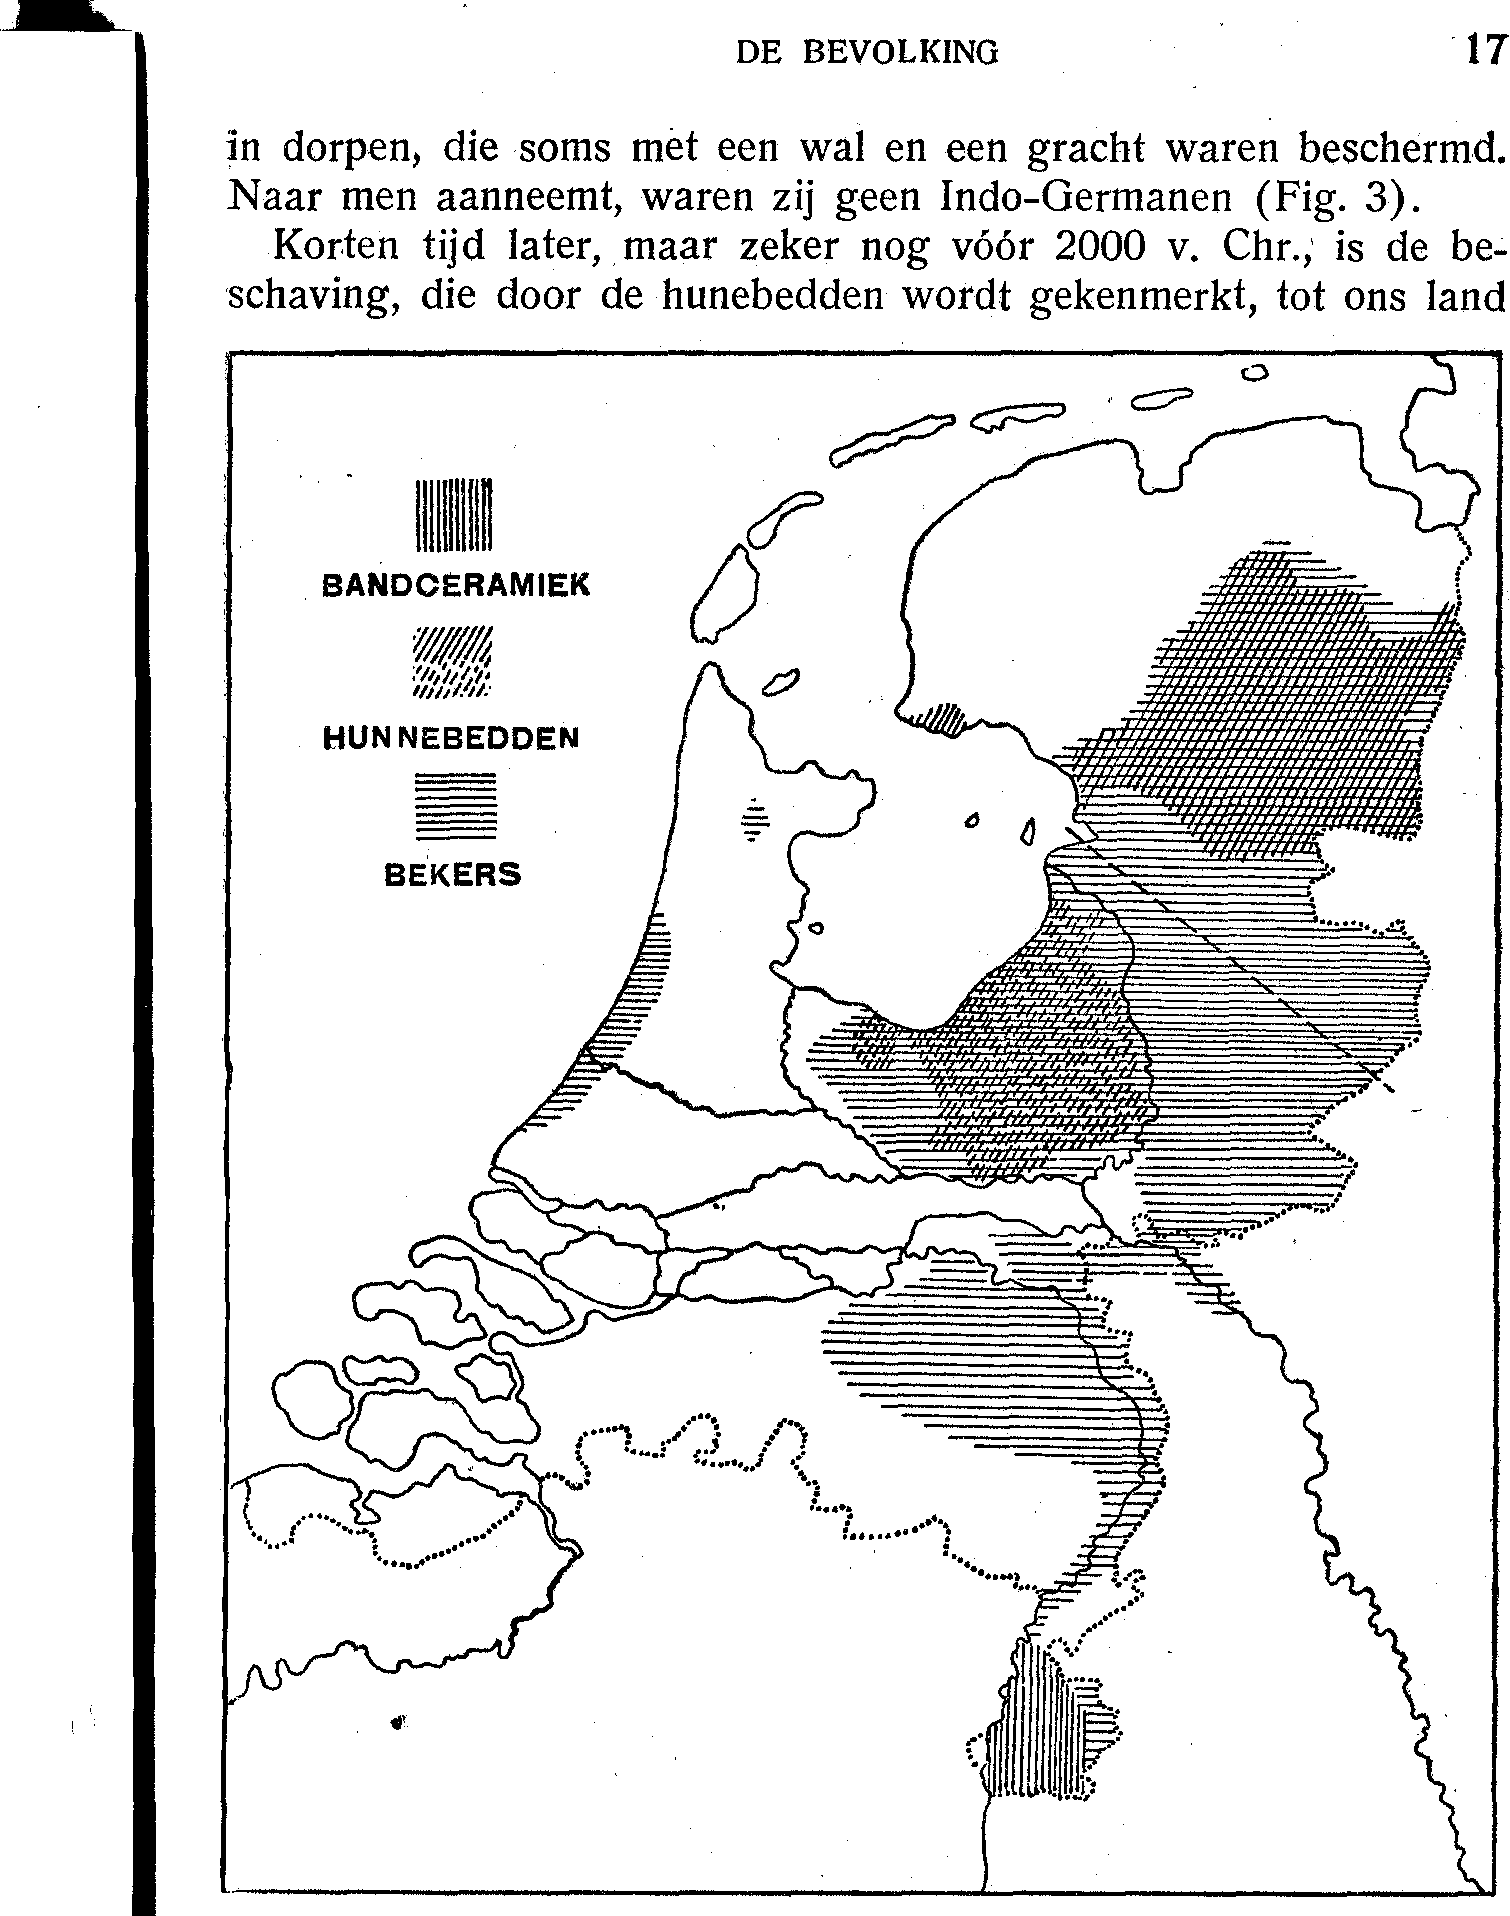 DE BEVOLKING 17
in dorpen, die soms met een wal en een gracht waren beschermd.
Naar men aanneemt, waren zij geen Indo-Germanen (Fig. 3).
Korten tijd later, maar zeker nog vóór 2000 v. Chr., is de be-
schaving, die door de hunebedden wordt gekenmerkt, tot ons land
BANDCERAMIEK
HUNNEBEDDEN
BEKERS